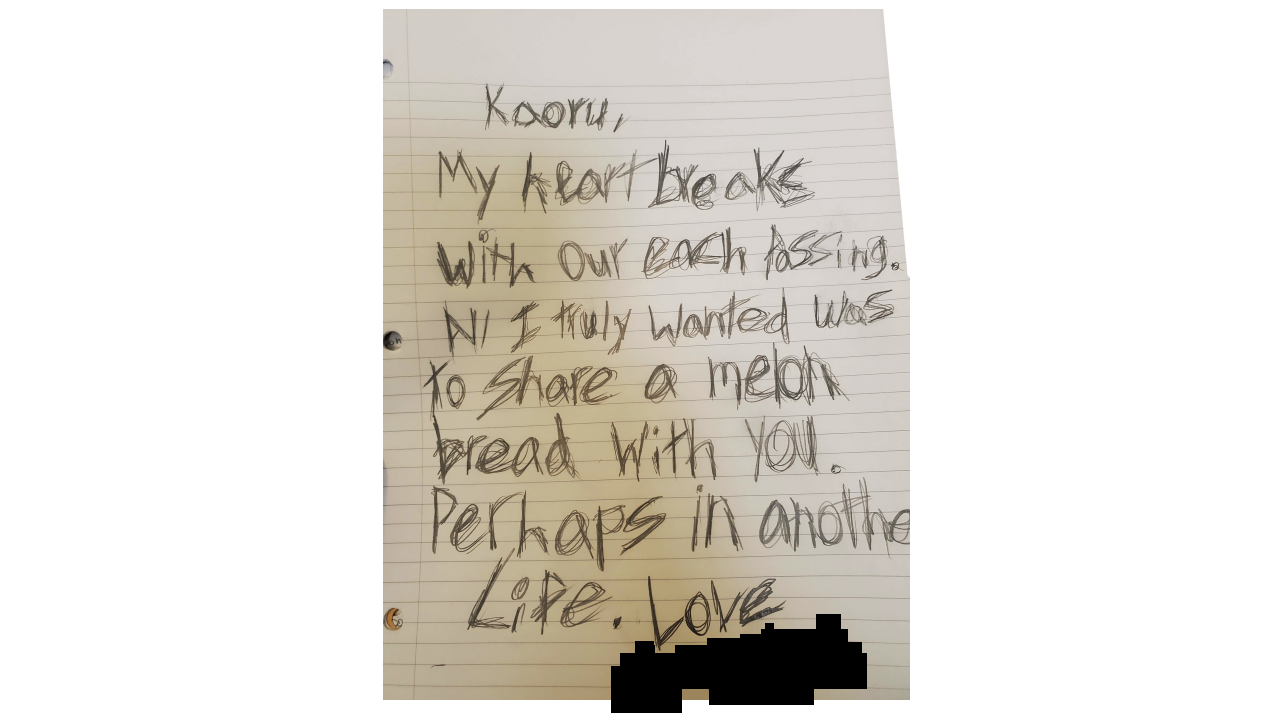 Kaoru,
My heart breaks
with our each passing.
All I truly wanted was
to share a melon
bread with you.
Perhaps in anothe
Life. Love